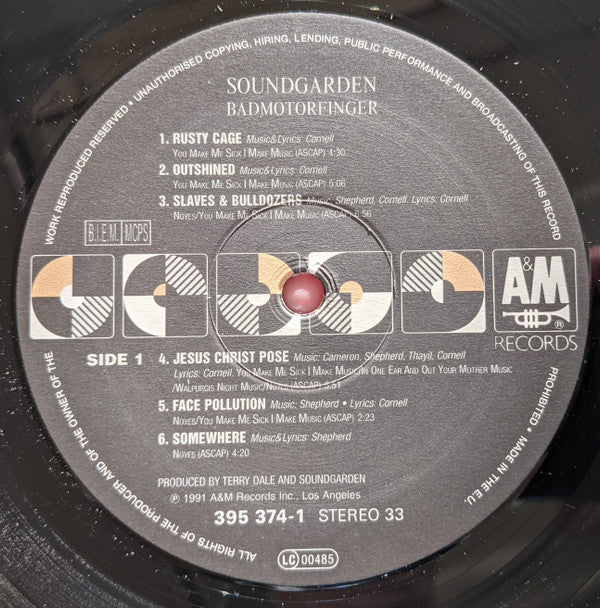 WORK REPRODUCED RESERVED • UNAUTHORISED COPYING, HIRING, LENDING, PUBLIC PERFORMANCE AND BROADCASTING OF THIS RECORD
SOUNDGARDEN
BADMOTORFINGER
1. RUSTY CAGE Music&Lyrics: Cornell
YOU MAKE ME SICK I MAKE MUSIC (ASCAP) 4:30
2. OUTSHINED Music&Lyrics: Cornell
YOU MAKE ME SICK I MAKE MUSIC (ASCAP) 5:06
3. SLAVES & BULLDOZERS Music: Shepherd, Cornell. Lyrics: Cornell
NOYES/YOU MAKE ME SICK I MAKE MUSIC (ASCAP) 6:56
B.I.E.M. MCPS
A&M
®
RECORDS
SIDE 1
4. JESUS CHRIST POSE Music: Cameron, Shepherd, Thayil, Cornell
Lyrics: Cornell. YOU MAKE ME SICK I MAKE MUSIC/IN ONE EAR AND OUT YOUR MOTHER MUSIC
/WALPURGIS NIGHT MUSIC/NOYES (ASCAP) 5:51
5. FACE POLLUTION Music: Shepherd • Lyrics: Cornell
NOYES/YOU MAKE ME SICK I MAKE MUSIC (ASCAP) 2:23
6. SOMEWHERE Music&Lyrics: Shepherd
NOYES (ASCAP) 4:20
PRODUCED BY TERRY DALE AND SOUNDGARDEN
℗ 1991 A&M Records Inc., Los Angeles
395 374-1 STEREO 33
LC 00485
ALL RIGHTS OF THE PRODUCER AND OF THE OWNER OF THE
PROHIBITED • MADE IN THE E.U.